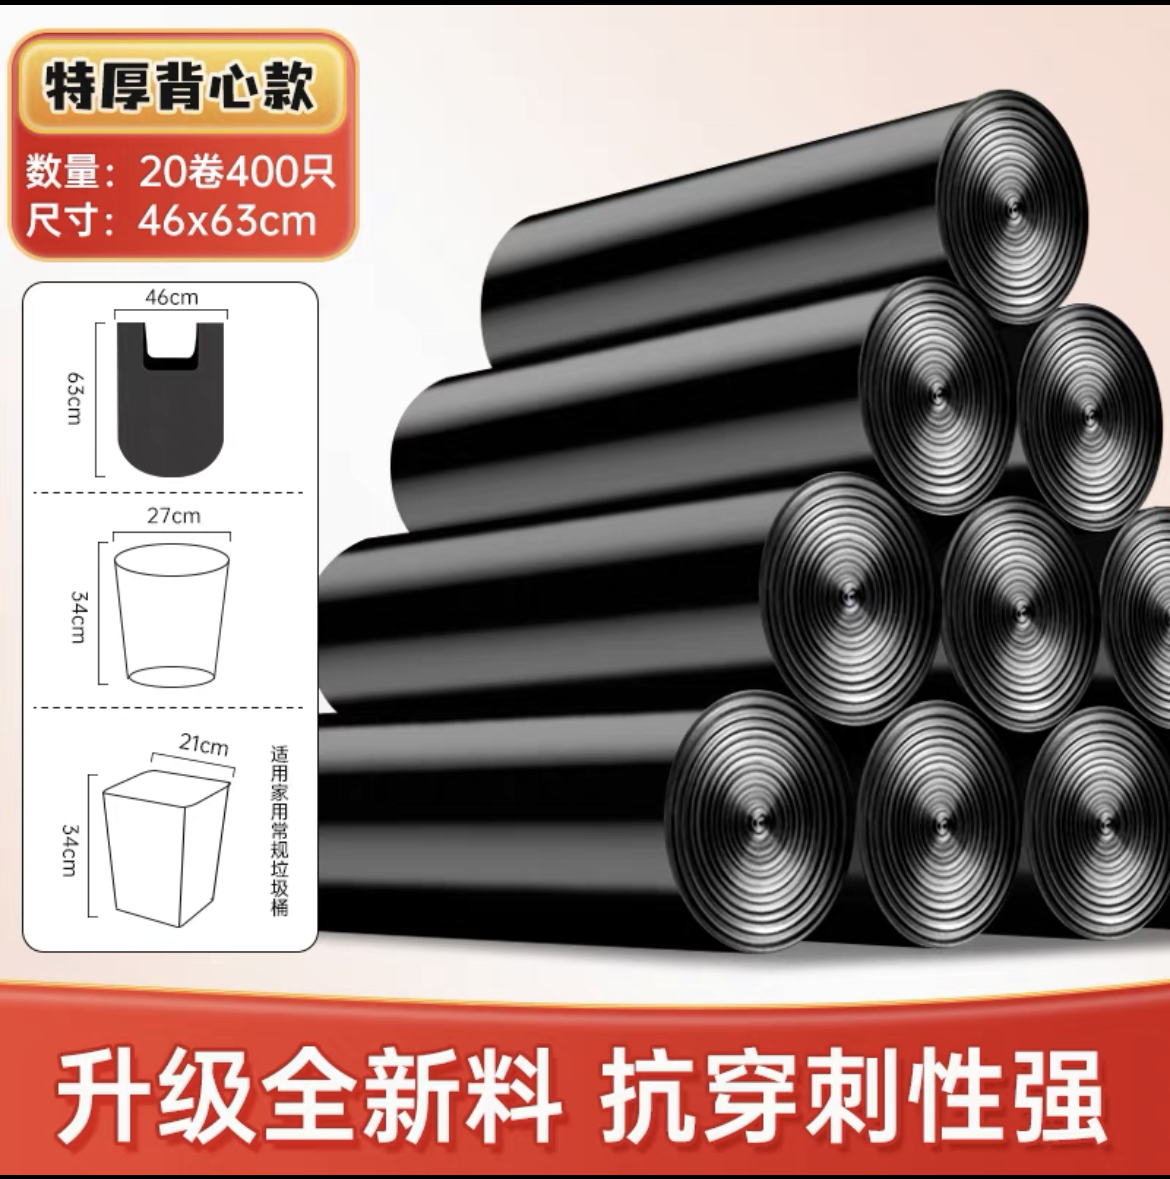 特厚背心款
数量：20卷400只
尺寸：46x63cm
46cm
63cm
27cm
34cm
21cm
34cm
适用家用常规垃圾桶
升级全新料 抗穿刺性强